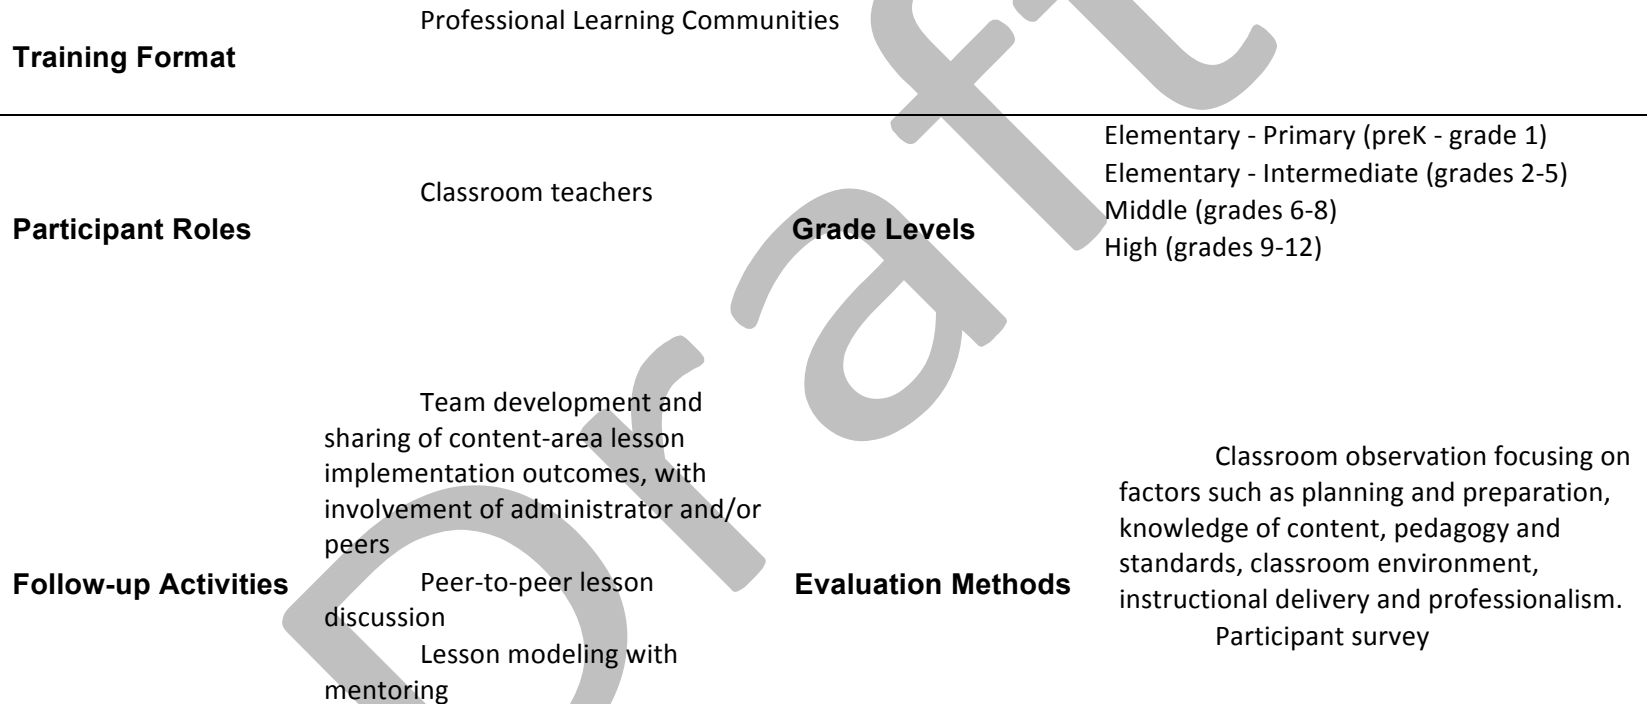 Professional Learning Communities
Training Format
Classroom teachers
Participant Roles
Elementary - Primary (preK - grade 1)
Elementary - Intermediate (grades 2-5)
Middle (grades 6-8)
High (grades 9-12)
Grade Levels
Team development and
sharing of content-area lesson
implementation outcomes, with
involvement of administrator and/or
peers
Peer-to-peer lesson
discussion
Lesson modeling with
mentoring
Follow-up Activities
Classroom observation focusing on
factors such as planning and preparation,
knowledge of content, pedagogy and
standards, classroom environment,
instructional delivery and professionalism.
Participant survey
Evaluation Methods
Draft